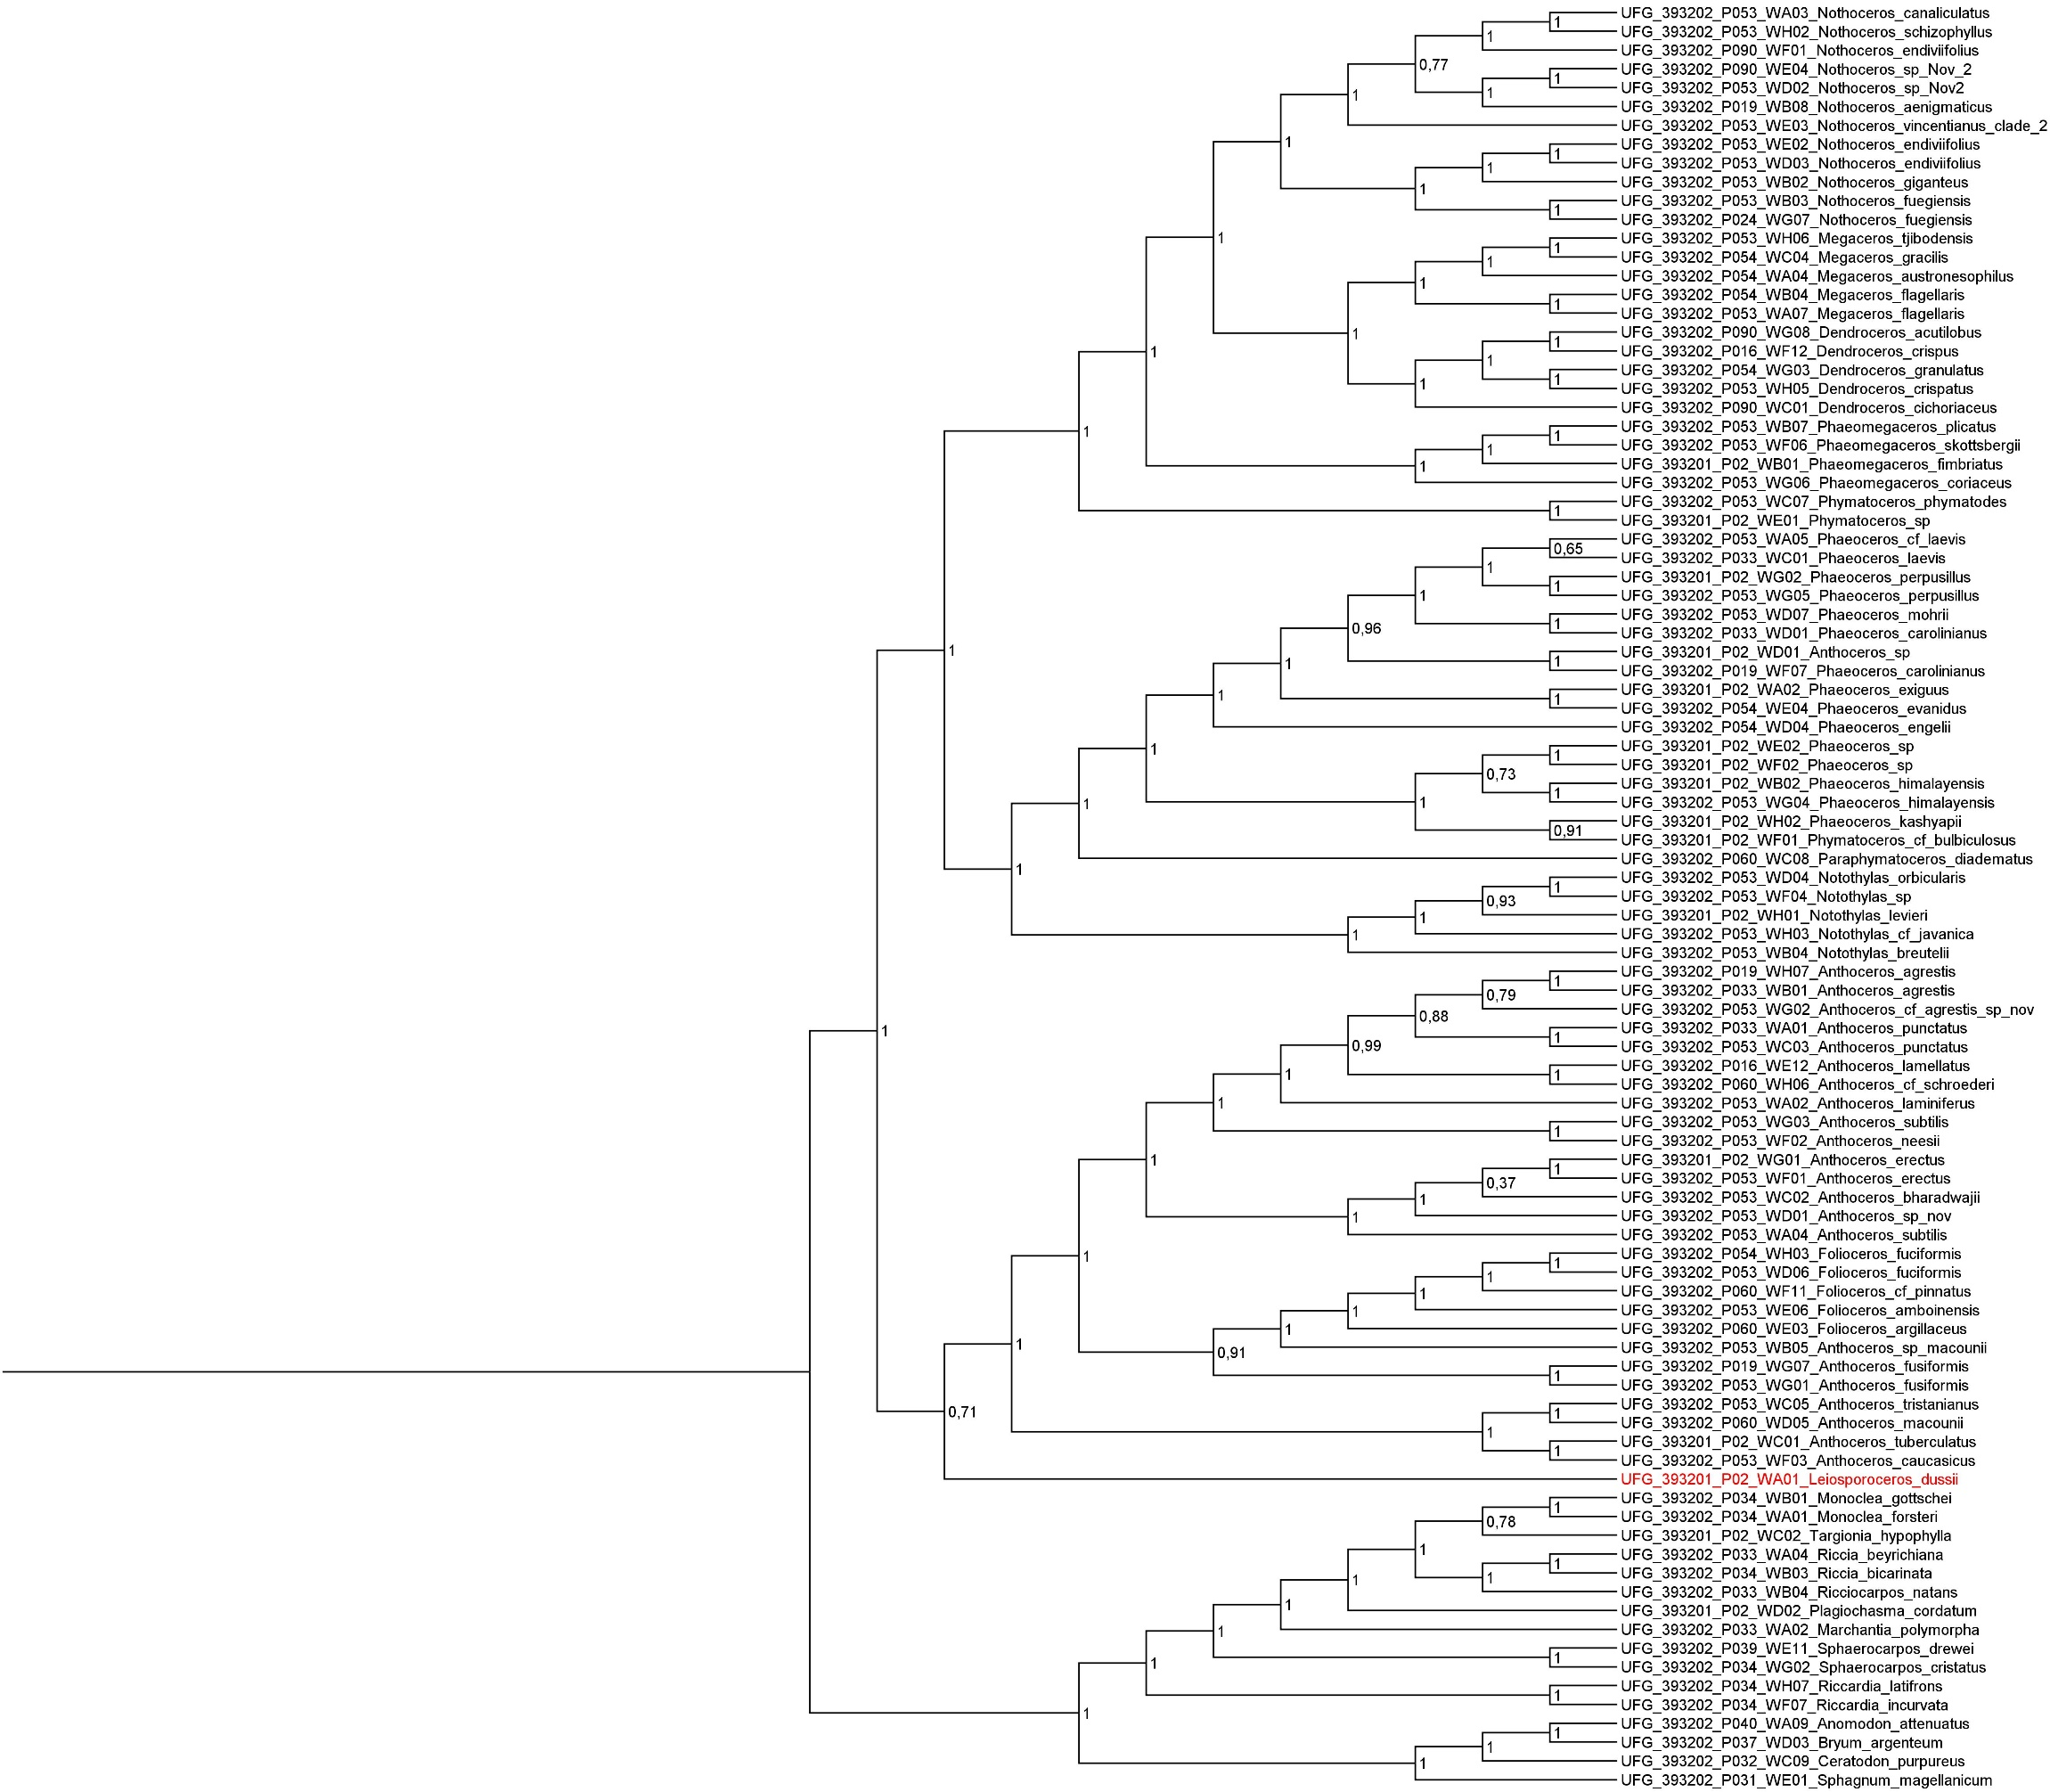 UFG_393202_P053_WA03_Nothoceros_canaliculatus
1
UFG_393202_P053_WH02_Nothoceros_schizophyllus
1
UFG_393202_P090_WF01_Nothoceros_endiviifolius
0,77
UFG_393202_P090_WE04_Nothoceros_sp_Nov_2
1
UFG_393202_P053_WD02_Nothoceros_sp_Nov2
1
1
UFG_393202_P019_WB08_Nothoceros_aenigmaticus
UFG_393202_P053_WE03_Nothoceros_vincentianus_clade_2
1
UFG_393202_P053_WE02_Nothoceros_endiviifolius
1
UFG_393202_P053_WD03_Nothoceros_endiviifolius
1
UFG_393202_P053_WB02_Nothoceros_giganteus
1
UFG_393202_P053_WB03_Nothoceros_fuegiensis
1
UFG_393202_P024_WG07_Nothoceros_fuegiensis
1
UFG_393202_P053_WH06_Megaceros_tjibodensis
1
UFG_393202_P054_WC04_Megaceros_gracilis
1
UFG_393202_P054_WA04_Megaceros_austronesophilus
1
UFG_393202_P054_WB04_Megaceros_flagellaris
1
UFG_393202_P053_WA07_Megaceros_flagellaris
1
UFG_393202_P090_WG08_Dendroceros_acutilobus
1
UFG_393202_P016_WF12_Dendroceros_crispus
1
1
UFG_393202_P054_WG03_Dendroceros_granulatus
1
1
UFG_393202_P053_WH05_Dendroceros_crispatus
UFG_393202_P090_WC01_Dendroceros_cichoriaceus
1
UFG_393202_P053_WB07_Phaeomegaceros_plicatus
1
UFG_393202_P053_WF06_Phaeomegaceros_skottsbergii
1
UFG_393201_P02_WB01_Phaeomegaceros_fimbriatus
1
UFG_393202_P053_WG06_Phaeomegaceros_coriaceus
UFG_393202_P053_WC07_Phymatoceros_phymatodes
1
UFG_393201_P02_WE01_Phymatoceros_sp
UFG_393202_P053_WA05_Phaeoceros_cf_laevis
0,65
UFG_393202_P033_WC01_Phaeoceros_laevis
1
UFG_393201_P02_WG02_Phaeoceros_perpusillus
1
1
UFG_393202_P053_WG05_Phaeoceros_perpusillus
UFG_393202_P053_WD07_Phaeoceros_mohrii
1
0,96
UFG_393202_P033_WD01_Phaeoceros_carolinianus
1
UFG_393201_P02_WD01_Anthoceros_sp
1
1
UFG_393202_P019_WF07_Phaeoceros_carolinianus
UFG_393201_P02_WA02_Phaeoceros_exiguus
1
1
UFG_393202_P054_WE04_Phaeoceros_evanidus
UFG_393202_P054_WD04_Phaeoceros_engelii
1
UFG_393201_P02_WE02_Phaeoceros_sp
1
UFG_393201_P02_WF02_Phaeoceros_sp
0,73
UFG_393201_P02_WB02_Phaeoceros_himalayensis
1
UFG_393202_P053_WG04_Phaeoceros_himalayensis
1
1
UFG_393201_P02_WH02_Phaeoceros_kashyapii
0,91
UFG_393201_P02_WF01_Phymatoceros_cf_bulbiculosus
UFG_393202_P060_WC08_Paraphymatoceros_diadematus
1
UFG_393202_P053_WD04_Notothylas_orbicularis
1
UFG_393202_P053_WF04_Notothylas_sp
0,93
UFG_393201_P02_WH01_Notothylas_levieri
1
UFG_393202_P053_WH03_Notothylas_cf_javanica
1
UFG_393202_P053_WB04_Notothylas_breutelii
UFG_393202_P019_WH07_Anthoceros_agrestis
1
UFG_393202_P033_WB01_Anthoceros_agrestis
0,79
UFG_393202_P053_WG02_Anthoceros_cf_agrestis_sp_nov
0,88
UFG_393202_P033_WA01_Anthoceros_punctatus
1
1
UFG_393202_P053_WC03_Anthoceros_punctatus
0,99
UFG_393202_P016_WE12_Anthoceros_lamellatus
1
1
UFG_393202_P060_WH06_Anthoceros_cf_schroederi
UFG_393202_P053_WA02_Anthoceros_laminiferus
1
UFG_393202_P053_WG03_Anthoceros_subtilis
1
UFG_393202_P053_WF02_Anthoceros_neesii
1
UFG_393201_P02_WG01_Anthoceros_erectus
1
UFG_393202_P053_WF01_Anthoceros_erectus
0,37
UFG_393202_P053_WC02_Anthoceros_bharadwajii
1
UFG_393202_P053_WD01_Anthoceros_sp_nov
1
UFG_393202_P053_WA04_Anthoceros_subtilis
1
UFG_393202_P054_WH03_Folioceros_fuciformis
1
UFG_393202_P053_WD06_Folioceros_fuciformis
1
UFG_393202_P060_WF11_Folioceros_cf_pinnatus
1
UFG_393202_P053_WE06_Folioceros_amboinensis
1
UFG_393202_P060_WE03_Folioceros_argillaceus
1
UFG_393202_P053_WB05_Anthoceros_sp_macounii
1
0,91
UFG_393202_P019_WG07_Anthoceros_fusiformis
1
UFG_393202_P053_WG01_Anthoceros_fusiformis
UFG_393202_P053_WC05_Anthoceros_tristanianus
0,71
1
UFG_393202_P060_WD05_Anthoceros_macounii
1
UFG_393201_P02_WC01_Anthoceros_tuberculatus
1
UFG_393202_P053_WF03_Anthoceros_caucasicus
UFG_393201_P02_WA01_Leiosporoceros_dussii
UFG_393202_P034_WB01_Monoclea_gottschei
1
UFG_393202_P034_WA01_Monoclea_forsteri
0,78
UFG_393201_P02_WC02_Targionia_hypophylla
1
UFG_393202_P033_WA04_Riccia_beyrichiana
1
UFG_393202_P034_WB03_Riccia_bicarinata
1
1
UFG_393202_P033_WB04_Ricciocarpos_natans
1
UFG_393201_P02_WD02_Plagiochasma_cordatum
1
UFG_393202_P033_WA02_Marchantia_polymorpha
UFG_393202_P039_WE11_Sphaerocarpos_drewei
1
1
UFG_393202_P034_WG02_Sphaerocarpos_cristatus
UFG_393202_P034_WH07_Riccardia_latifrons
1
UFG_393202_P034_WF07_Riccardia_incurvata
1
UFG_393202_P040_WA09_Anomodon_attenuatus
1
UFG_393202_P037_WD03_Bryum_argenteum
1
UFG_393202_P032_WC09_Ceratodon_purpureus
1
UFG_393202_P031_WE01_Sphagnum_magellanicum